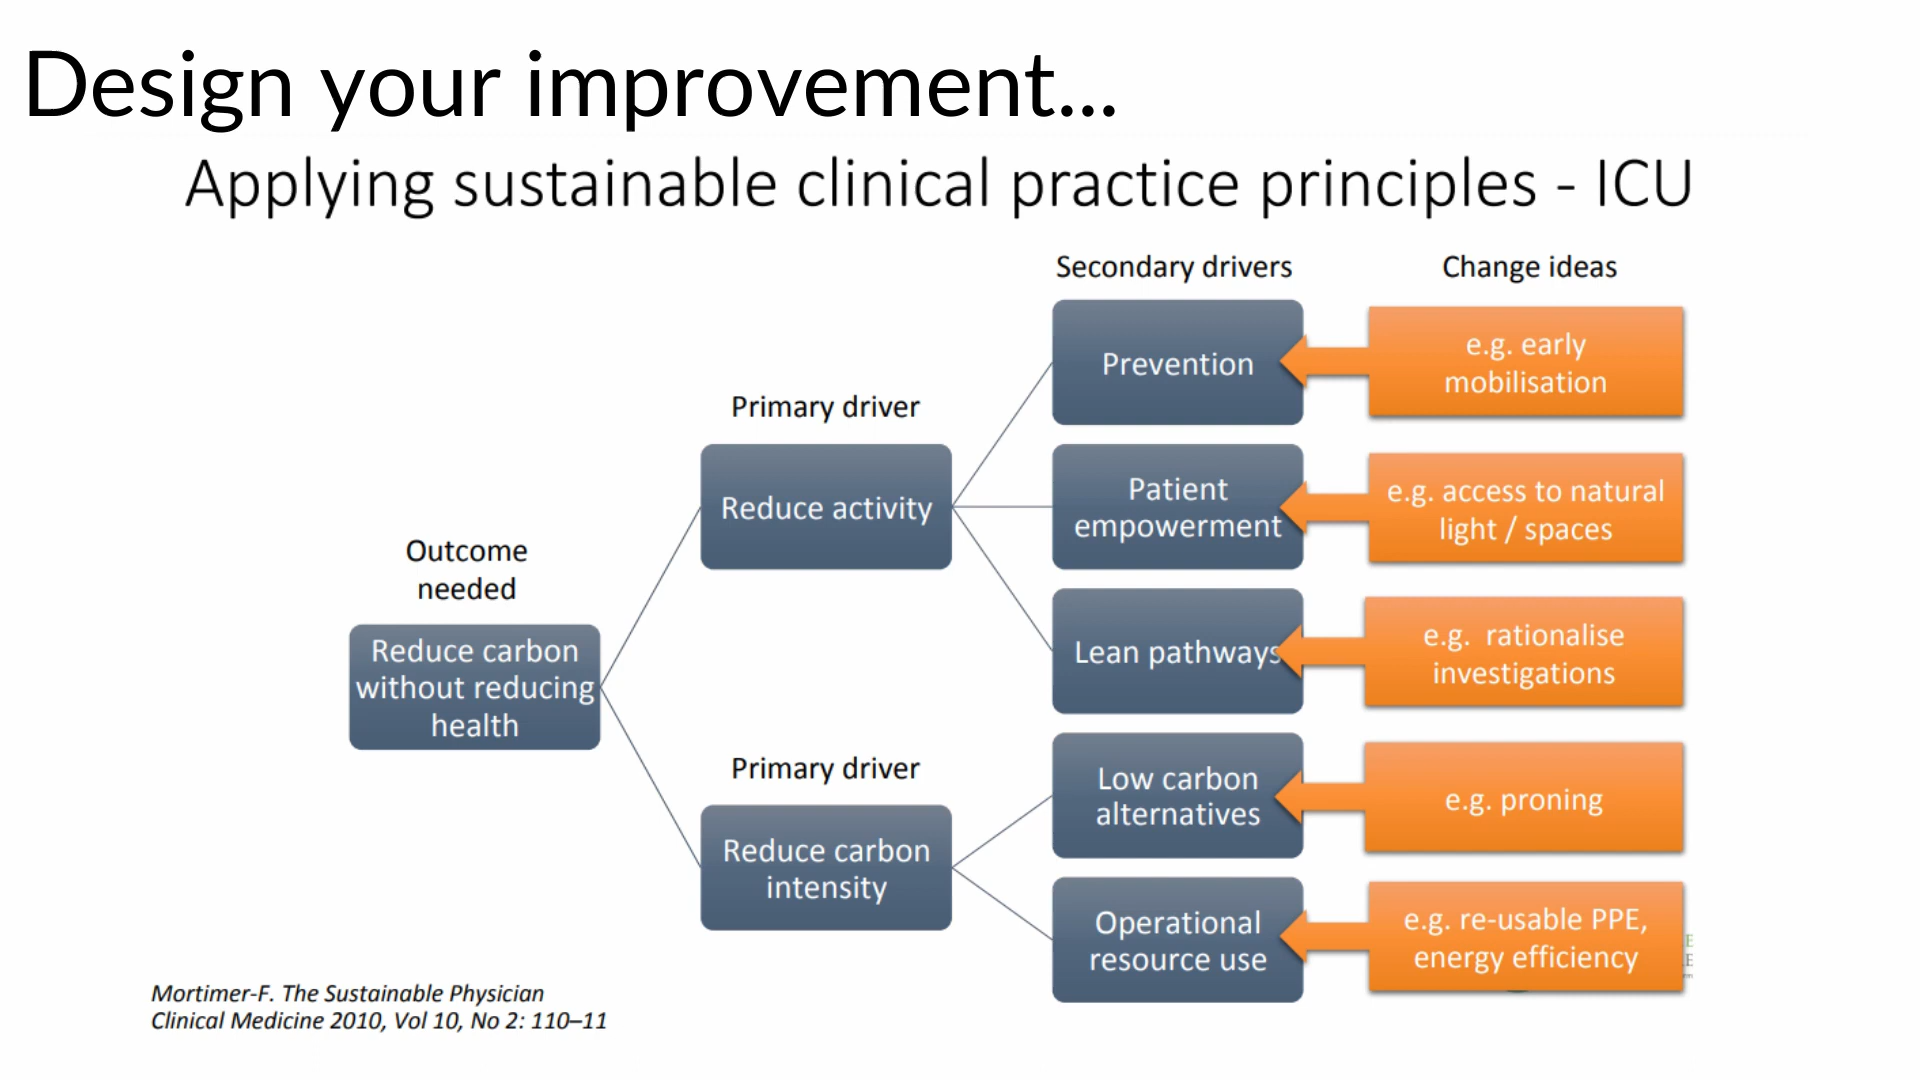 Design your improvement...
Applying sustainable clinical practice principles - ICU
Secondary drivers
Change ideas
Prevention
e.g. early
mobilisation
Primary driver
Reduce activity
Patient
empowerment
e.g. access to natural
light / spaces
Outcome
needed
Reduce carbon
without reducing
health
Lean pathways
e.g.  rationalise
investigations
Primary driver
Reduce carbon
intensity
Low carbon
alternatives
e.g. proning
Operational
resource use
e.g. re-usable PPE,
energy efficiency
Mortimer-F. The Sustainable Physician
Clinical Medicine 2010, Vol 10, No 2: 110–11